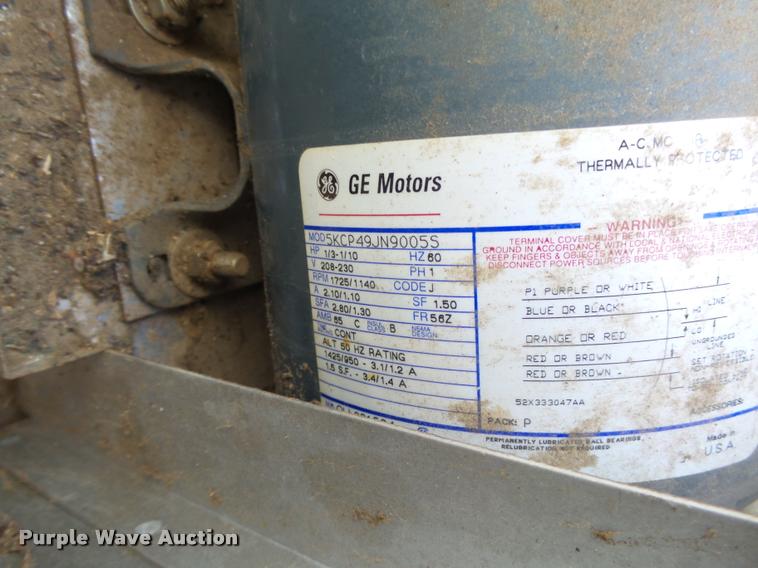 A-C MO
THERMALLY PROTECTED
GE Motors
MOD 5KCP49JN9005S
HP 1/3-1/10 HZ 60
V 208-230 PH 1
RPM 1725/1140 CODE J
A 2.10/1.10 SF 1.50
SFA 2.80/1.30 FR 56Z
AMB 65 C INSUL CLASS B NEMA DESIGN
CONT
ALT 50 HZ RATING
1425/950 - 3.1/1.2 A
1.5 S.F. - 3.4/1.4 A
WARNING
TERMINAL COVER MUST BE IN PLACE
GROUND IN ACCORDANCE WITH LOCAL &
KEEP FINGERS & OBJECTS AWAY FROM OPENINGS & ROTATING
DISCONNECT POWER SOURCES BEFORE
P1 PURPLE OR WHITE
BLUE OR BLACK HI LINE
ORANGE OR RED LO
UNGROUNDED
LINE
RED OR BROWN SET ROTATION
RED OR BROWN
52X333047AA
PACK: P ACCESSORIES:
PERMANENTLY LUBRICATED BALL BEARINGS,
RELUBRICATION NOT REQUIRED
Made in
U.S.A.
Purple Wave Auction